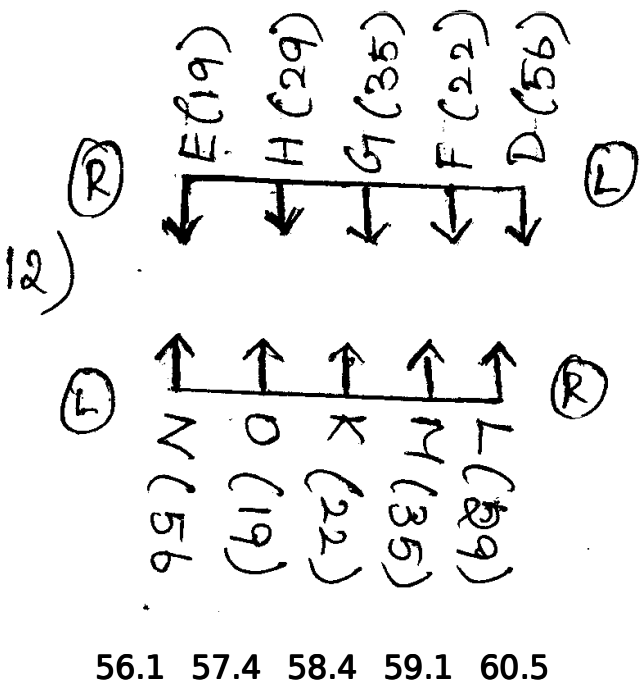 E(19) H(29) G(35) F(22) D(56)
R L
12)
L R
N(56 O(19) K(22) M(35) L
56.1 57.4 58.4 59.1 60.5